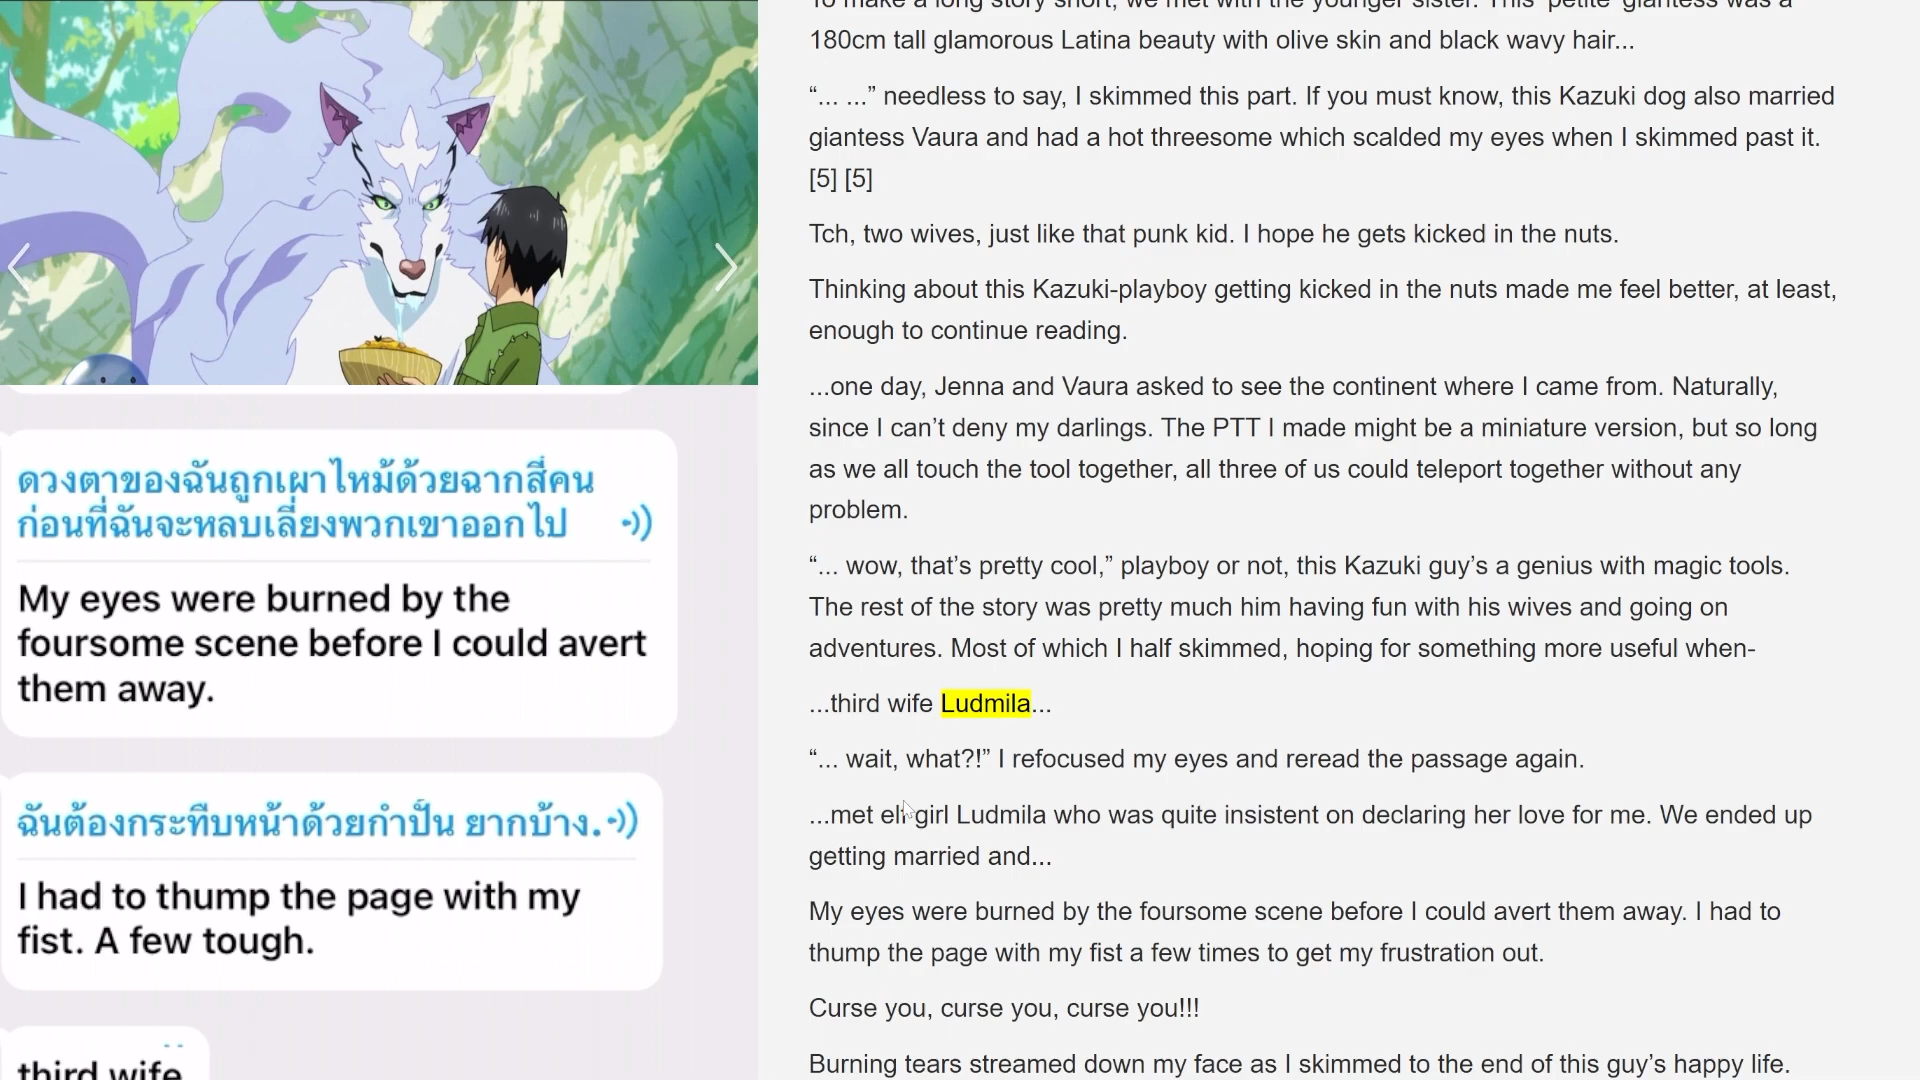 ดวงตาของฉันถูกเผาไหม้ด้วยฉากสี่คน
ก่อนที่ฉันจะหลบเลี่ยงพวกเขาออกไป
My eyes were burned by the
foursome scene before I could avert
them away.
ฉันต้องกระทืบหน้าด้วยกำปั้น ยากบ้าง.
I had to thump the page with my
fist. A few tough.
third wife
To make a long story short, we met with the younger sister. This ‘petite’ giantess was a
180cm tall glamorous Latina beauty with olive skin and black wavy hair...
“... ...” needless to say, I skimmed this part. If you must know, this Kazuki dog also married
giantess Vaura and had a hot threesome which scalded my eyes when I skimmed past it.
[5] [5]
Tch, two wives, just like that punk kid. I hope he gets kicked in the nuts.
Thinking about this Kazuki-playboy getting kicked in the nuts made me feel better, at least,
enough to continue reading.
...one day, Jenna and Vaura asked to see the continent where I came from. Naturally,
since I can’t deny my darlings. The PTT I made might be a miniature version, but so long
as we all touch the tool together, all three of us could teleport together without any
problem.
“... wow, that’s pretty cool,” playboy or not, this Kazuki guy’s a genius with magic tools.
The rest of the story was pretty much him having fun with his wives and going on
adventures. Most of which I half skimmed, hoping for something more useful when-
...third wife Ludmila...
“... wait, what?!” I refocused my eyes and reread the passage again.
...met elf girl Ludmila who was quite insistent on declaring her love for me. We ended up
getting married and...
My eyes were burned by the foursome scene before I could avert them away. I had to
thump the page with my fist a few times to get my frustration out.
Curse you, curse you, curse you!!!
Burning tears streamed down my face as I skimmed to the end of this guy’s happy life.